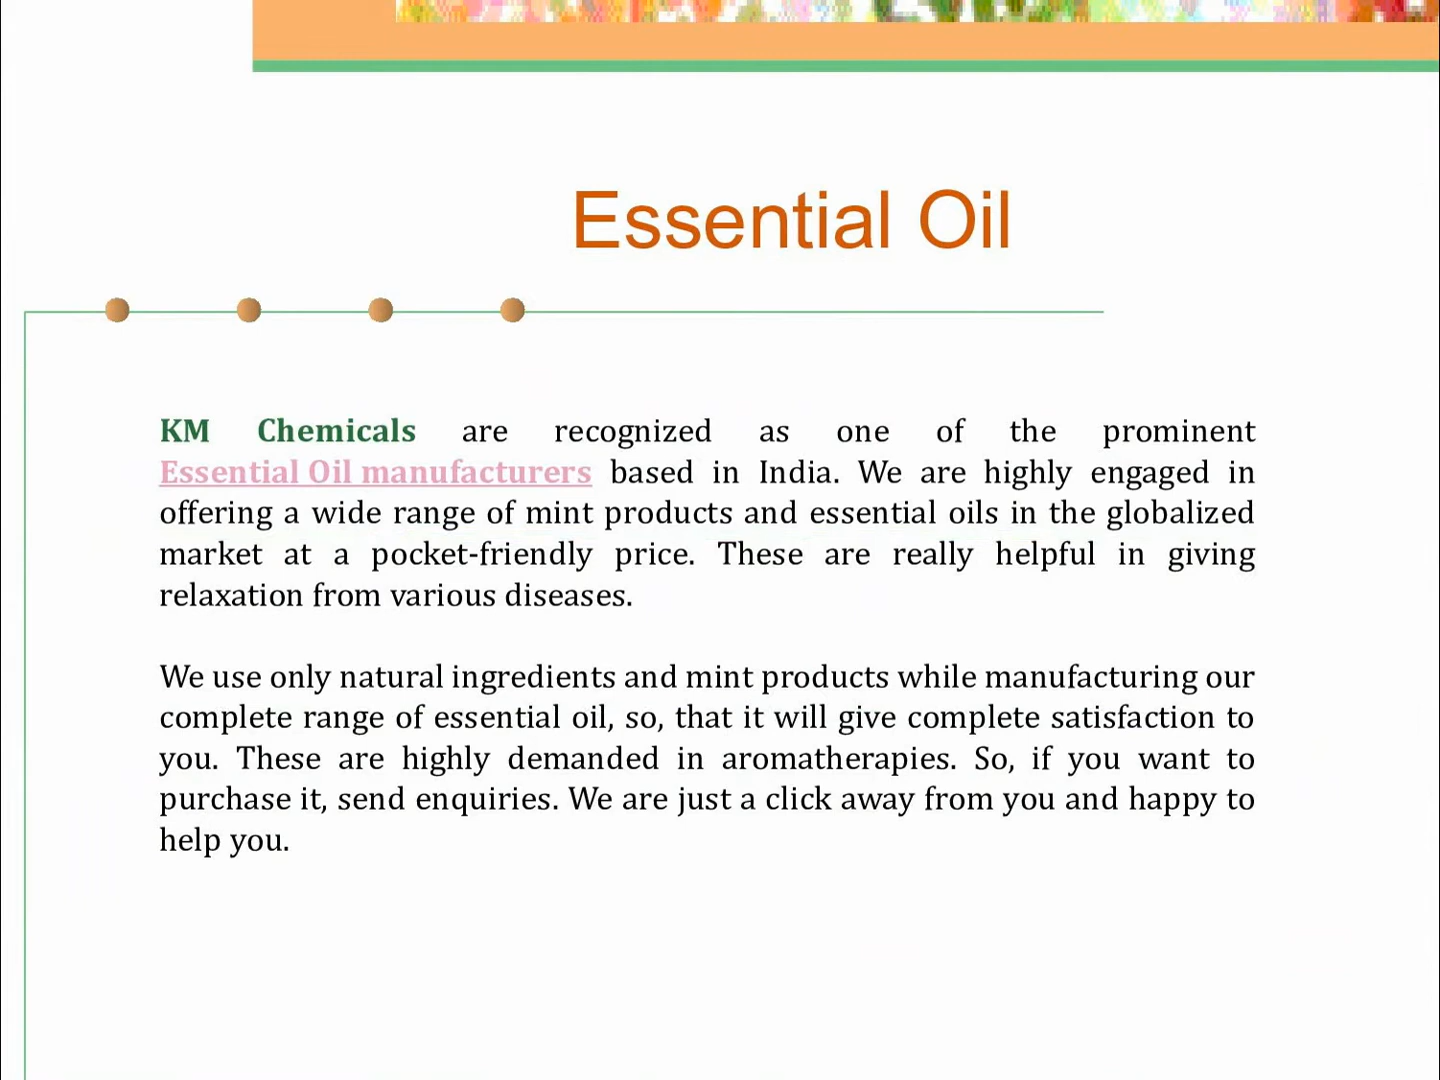 Essential Oil
KM Chemicals are recognized as one of the prominent
Essential Oil manufacturers based in India. We are highly engaged in
offering a wide range of mint products and essential oils in the globalized
market at a pocket-friendly price. These are really helpful in giving
relaxation from various diseases.
We use only natural ingredients and mint products while manufacturing our
complete range of essential oil, so, that it will give complete satisfaction to
you. These are highly demanded in aromatherapies. So, if you want to
purchase it, send enquiries. We are just a click away from you and happy to
help you.